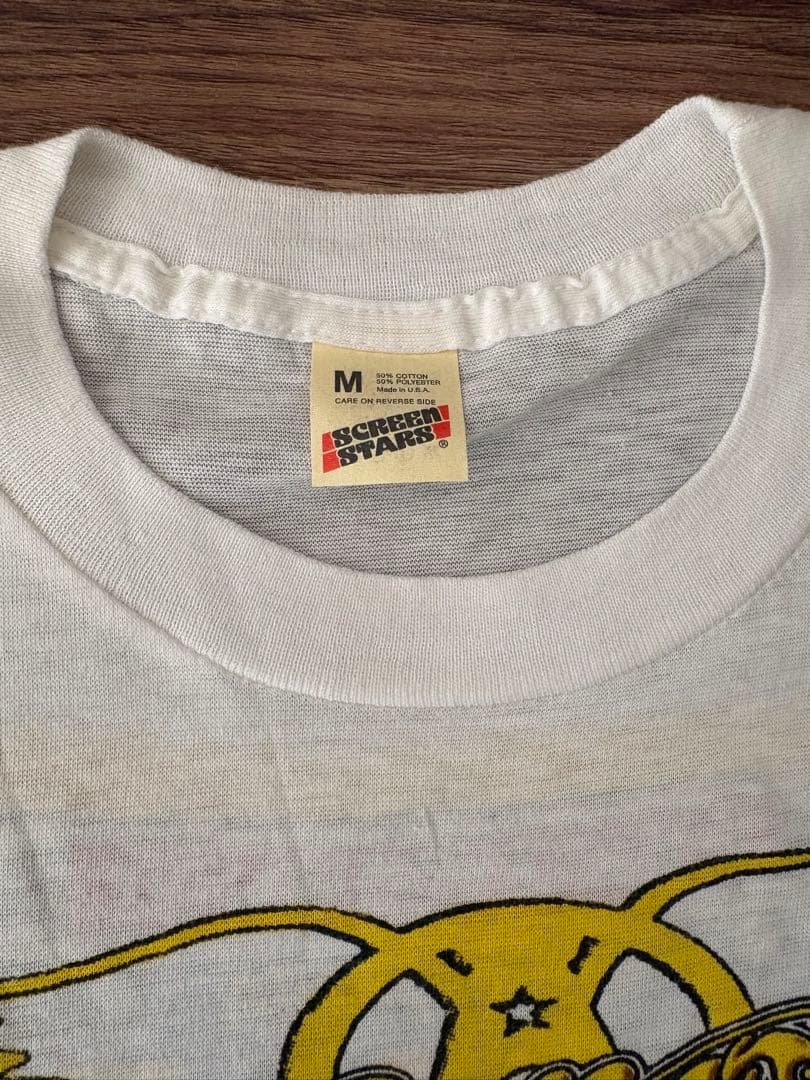 M
50% COTTON
50% POLYESTER
Made in U.S.A.
CARE ON REVERSE SIDE
SCREEN
STARS®